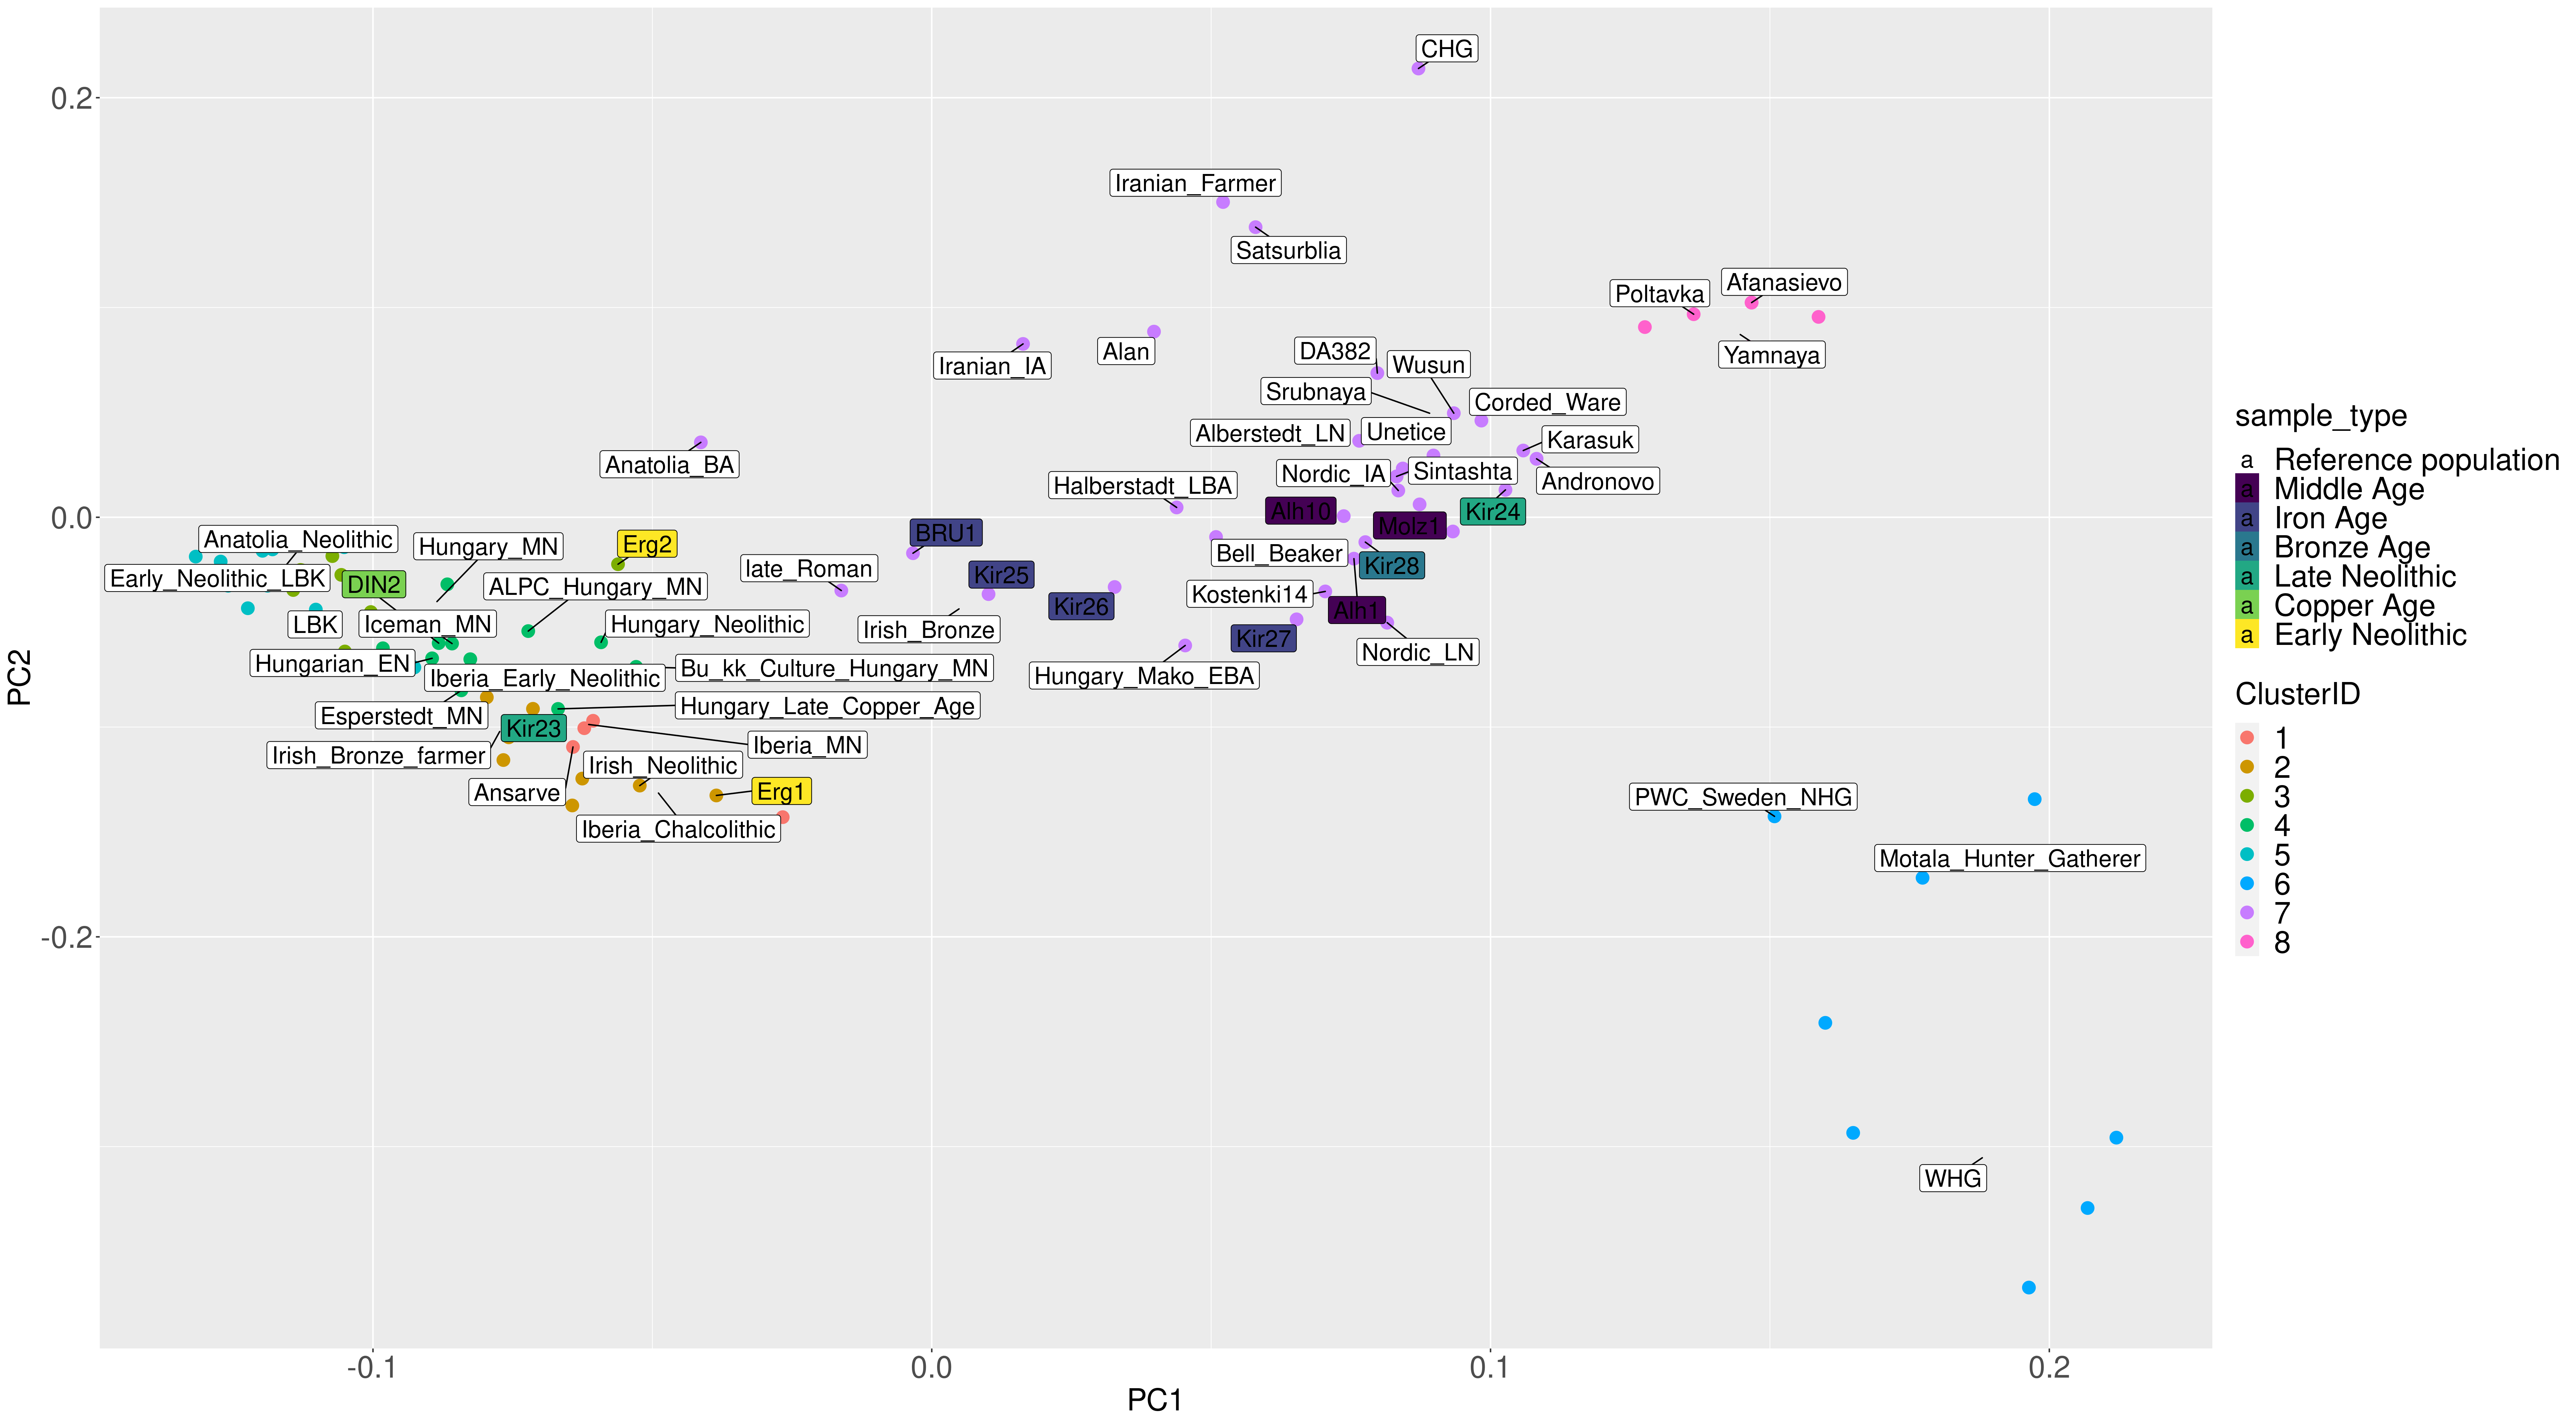 CHG
0.2
Iranian_Farmer
Satsurblia
Afanasievo
Poltavka
Yamnaya
Alan
Iranian_IA
DA382
Wusun
Srubnaya
Corded_Ware
Alberstedt_LN
Unetice
Karasuk
Anatolia_BA
Nordic_IA
Sintashta
Andronovo
Halberstadt_LBA
0.0
Alh10
Molz1
Kir24
Anatolia_Neolithic
Hungary_MN
Erg2
BRU1
Bell_Beaker
Kir28
Early_Neolithic_LBK
DIN2
ALPC_Hungary_MN
late_Roman
Kir25
Kir26
Kostenki14
Alh1
LBK
Iceman_MN
Hungary_Neolithic
Irish_Bronze
Kir27
Nordic_LN
Hungarian_EN
Iberia_Early_Neolithic
Bu_kk_Culture_Hungary_MN
Hungary_Mako_EBA
Esperstedt_MN
Kir23
Hungary_Late_Copper_Age
Irish_Bronze_farmer
Iberia_MN
Irish_Neolithic
Ansarve
Erg1
Iberia_Chalcolithic
PWC_Sweden_NHG
Motala_Hunter_Gatherer
-0.2
WHG
PC2
-0.1
0.0
0.1
0.2
PC1
sample_type
a Reference population
a Middle Age
a Iron Age
a Bronze Age
a Late Neolithic
a Copper Age
a Early Neolithic
ClusterID
1
2
3
4
5
6
7
8